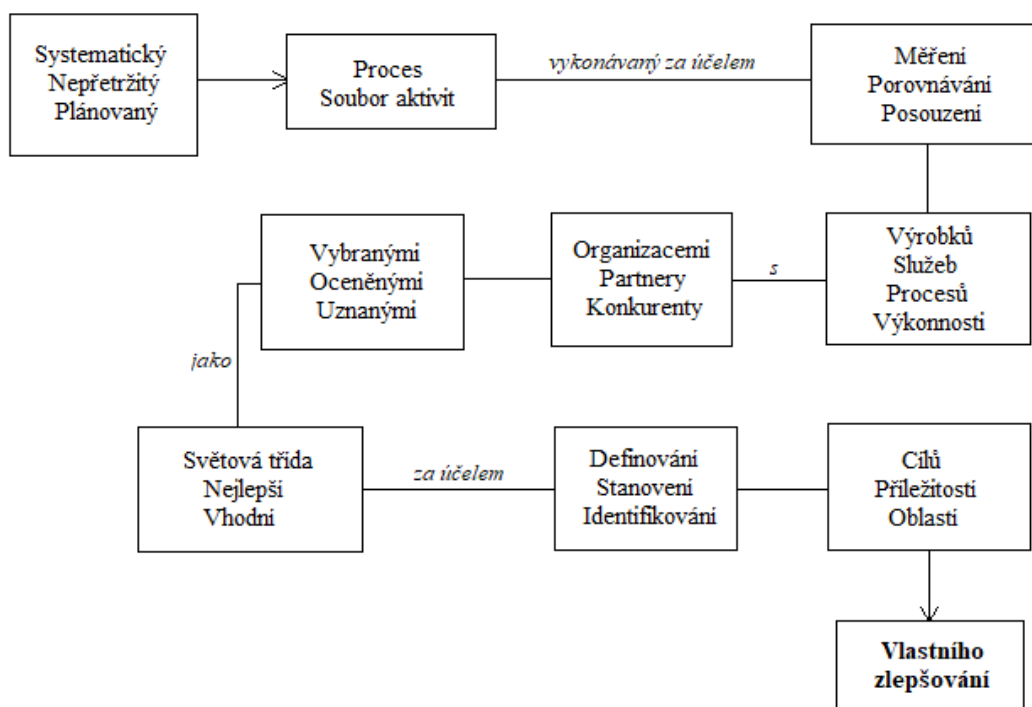 Systematický
Nepřetržitý
Plánovaný
Proces
Soubor aktivit
vykonávaný za účelem
Měření
Porovnávání
Posouzení
Výrobků
Služeb
Procesů
Výkonnosti
s
Organizacemi
Partnery
Konkurenty
Vybranými
Oceněnými
Uznanými
jako
Světová třída
Nejlepší
Vhodní
za účelem
Definování
Stanovení
Identifikování
Cílů
Příležitostí
Oblastí
Vlastního
zlepšování